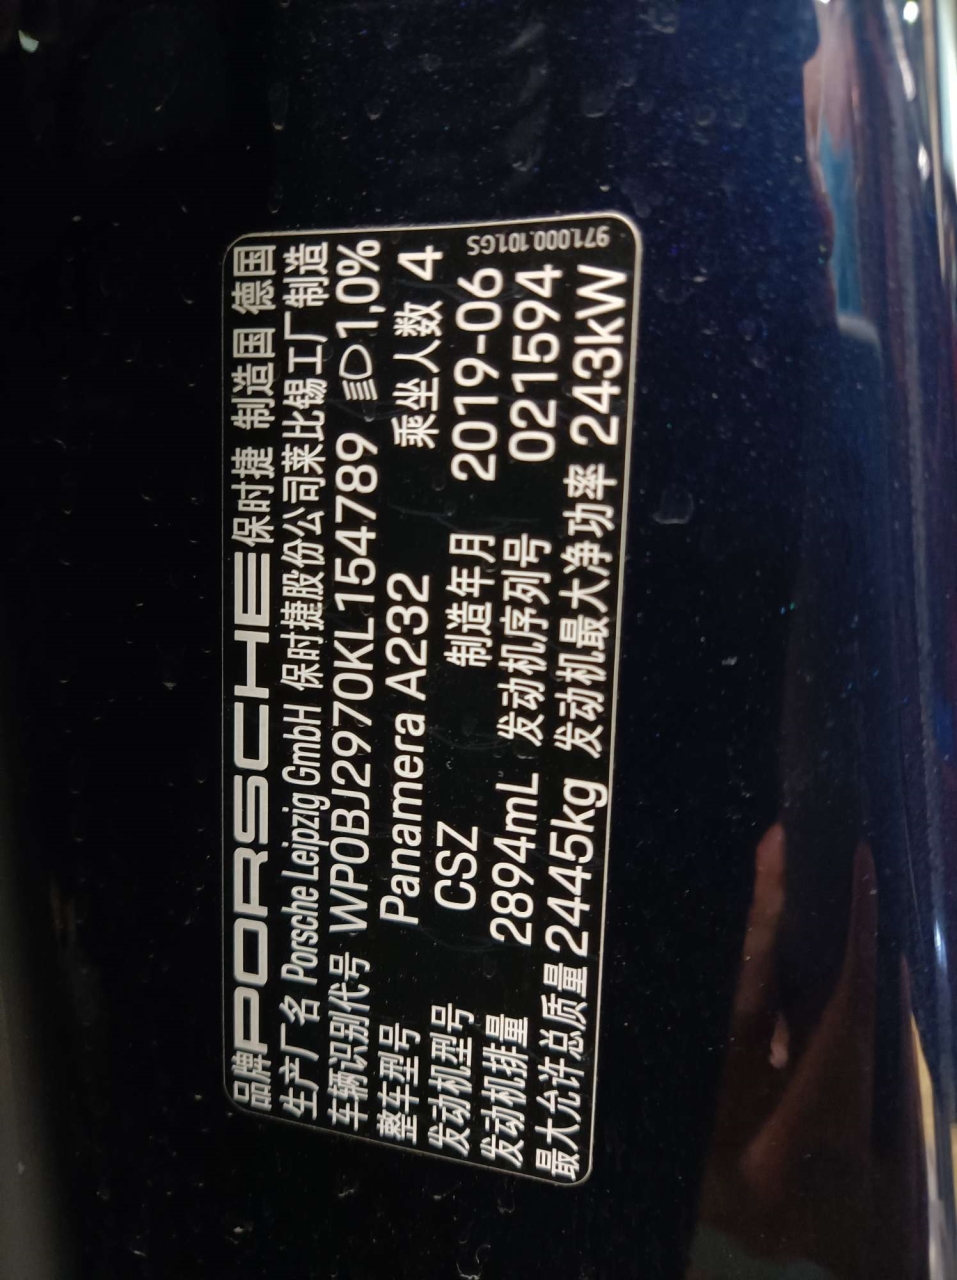 品牌 PORSCHE 保时捷 制造国 德国
生产厂名 Porsche Leipzig GmbH 保时捷股份公司莱比锡工厂制造
车辆识别代号 WP0BJ2970KL154789 1,0%
整车型号 Panamera A232 乘坐人数 4
发动机型号 CSZ 制造年月 2019-06
发动机排量 2894mL 发动机序列号 021594
最大允许总质量 2445kg 发动机最大净功率 243kW
971.000.101.GS